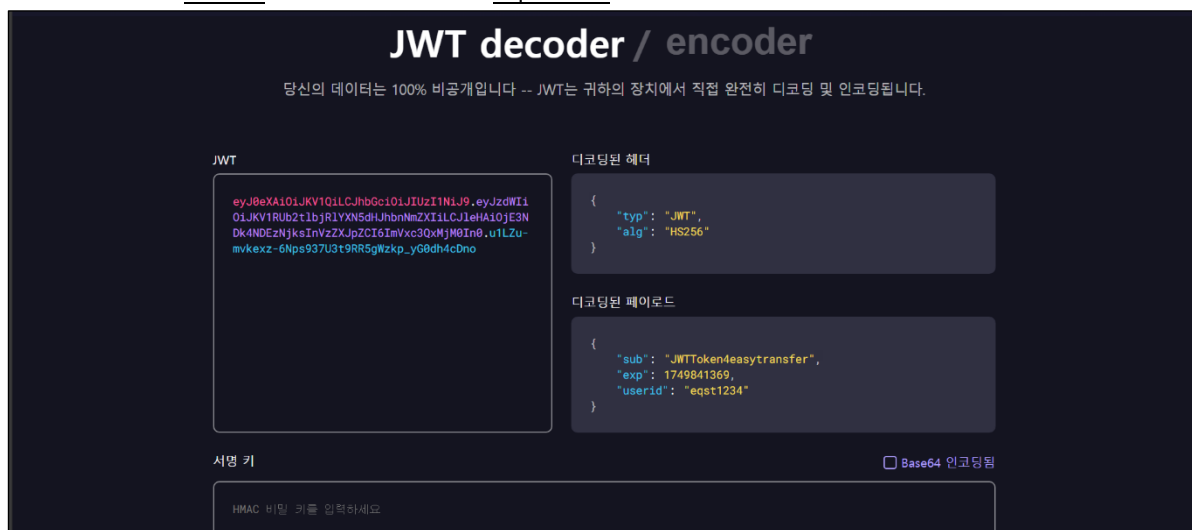 JWT decoder / encoder
당신의 데이터는 100% 비공개입니다 -- JWT는 귀하의 장치에서 직접 완전히 디코딩 및 인코딩됩니다.
JWT
eyJ0eXAiOiJKV1QiLCJhbGciOiJIUzI1NiJ9.eyJzdWIi
OiJKV1RUb2tlbjRlYXN5dHJhbnNmZXIiLCJleHAiOjE3N
Dk4NDEzNjksInVzZXJpZCI6ImVxc3QxMjM0In0.u1LZu-
mvkexz-6Nps937U3t9RR5gWzkp_yG0dh4cDno
디코딩된 헤더
{
"typ": "JWT",
"alg": "HS256"
}
디코딩된 페이로드
{
"sub": "JWTToken4easytransfer",
"exp": 1749841369,
"userid": "eqst1234"
}
서명 키
Base64 인코딩됨
HMAC 비밀 키를 입력하세요